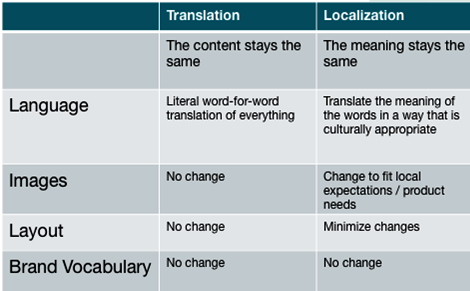 Translation Localization
The content stays the The meaning stays the
same same
Language Literal word-for-word Translate the meaning of
translation of everything the words in a way that is
culturally appropriate
Images No change Change to fit local
expectations / product
needs
Layout No change Minimize changes
Brand Vocabulary No change No change